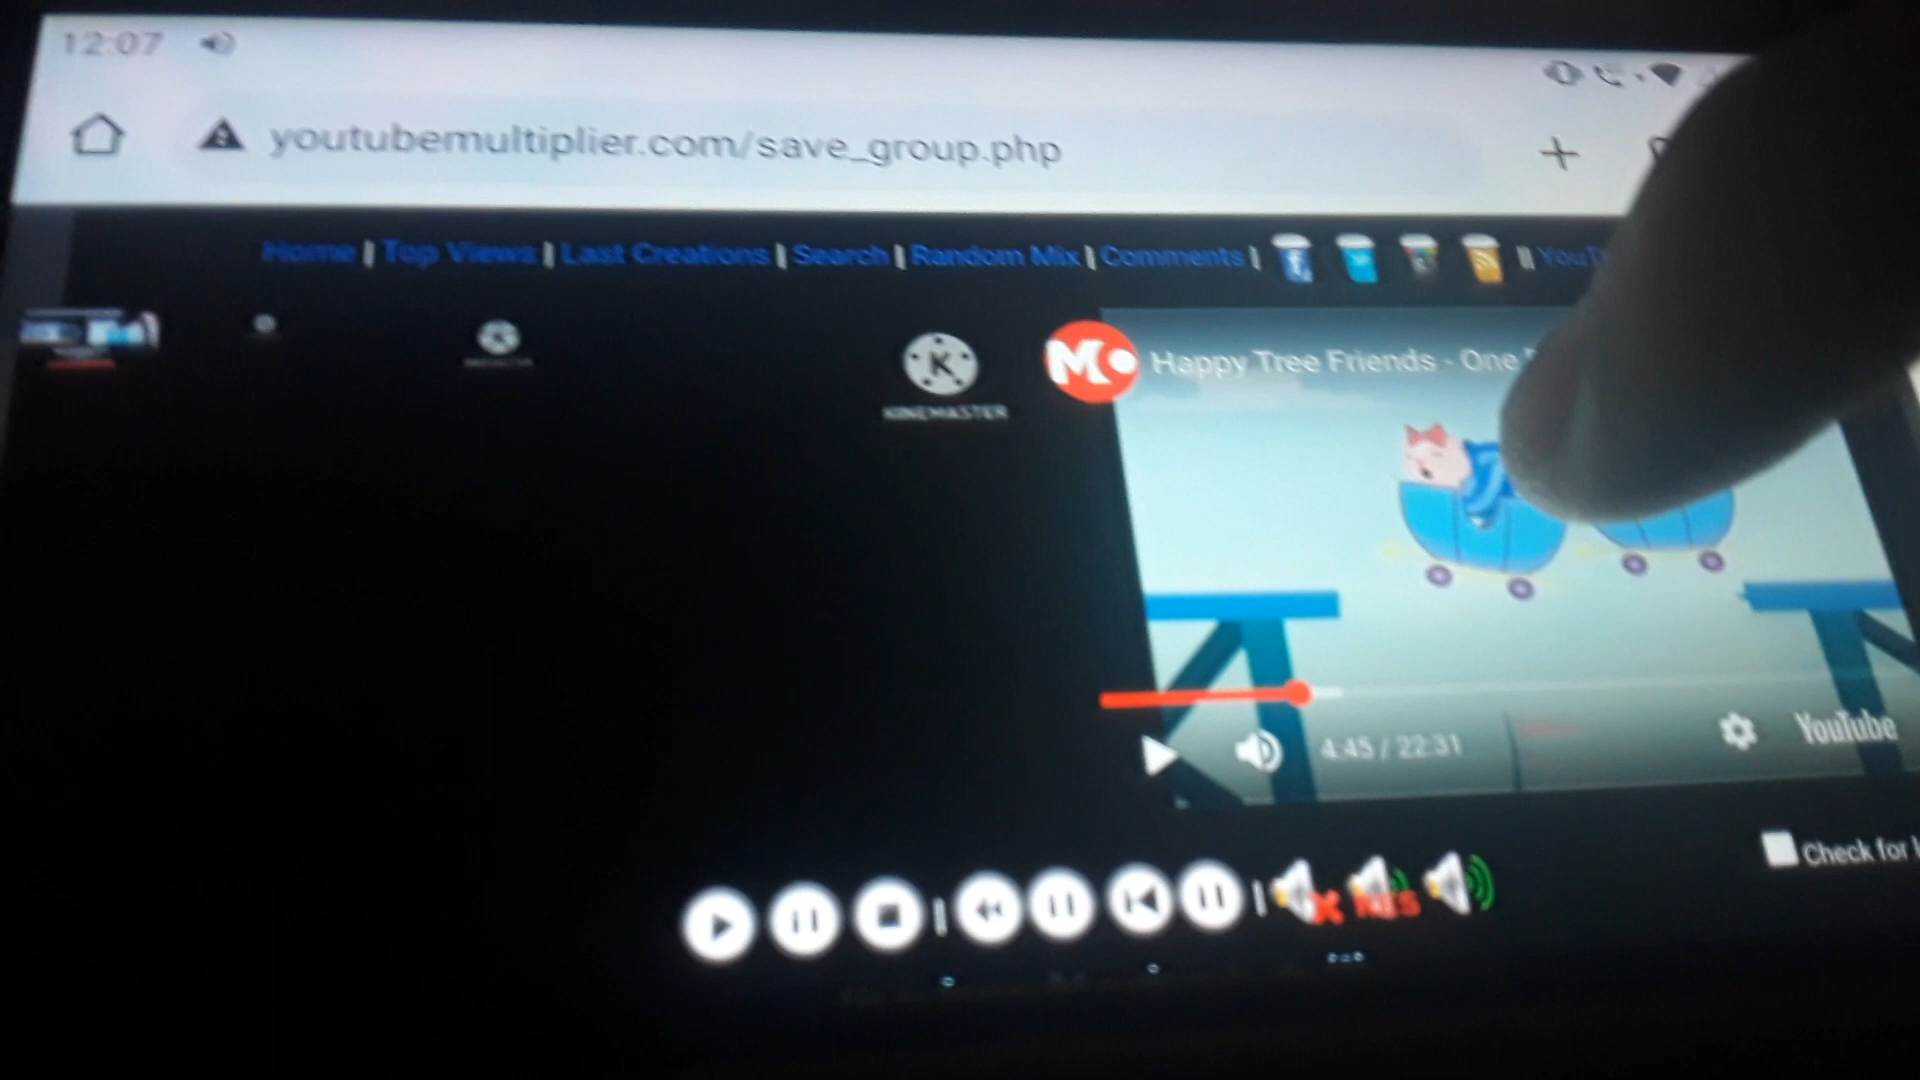 12:07
youtubemultiplier.com/save_group.php
Home | Top Views | Last Creations | Search | Random Mix | Comments | || YouT
KINEMASTER
Happy Tree Friends - One
4:45 / 22:31
YouTube
Check for